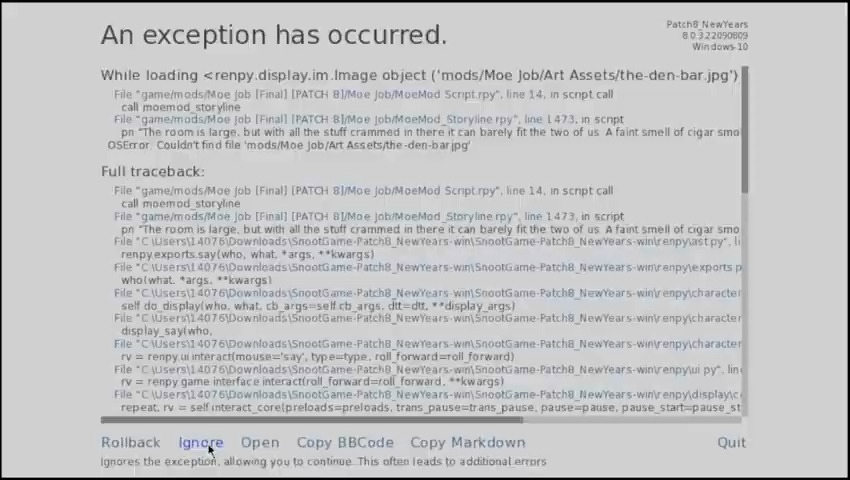 An exception has occurred.
Patch8_NewYears
8.0.3.22090809
Windows-10
While loading <renpy.display.im.Image object ('mods/Moe Job/Art Assets/the-den-bar.jpg')
File "game/mods/Moe Job [Final] [PATCH 8]/Moe Job/MoeMod Script.rpy", line 14, in script call
call moemod_storyline
File "game/mods/Moe Job [Final] [PATCH 8]/Moe Job/MoeMod_Storyline.rpy", line 1473, in script
pn "The room is large, but with all the stuff crammed in there it can barely fit the two of us. A faint smell of cigar smo
OSError: Couldn't find file 'mods/Moe Job/Art Assets/the-den-bar.jpg'
Full traceback:
File "game/mods/Moe Job [Final] [PATCH 8]/Moe Job/MoeMod Script.rpy", line 14, in script call
call moemod_storyline
File "game/mods/Moe Job [Final] [PATCH 8]/Moe Job/MoeMod_Storyline.rpy", line 1473, in script
pn "The room is large, but with all the stuff crammed in there it can barely fit the two of us. A faint smell of cigar smo
File "C:\Users\14076\Downloads\SnootGame-Patch8_NewYears-win\SnootGame-Patch8_NewYears-win\renpy\ast.py", li
renpy.exports.say(who, what, *args, **kwargs)
File "C:\Users\14076\Downloads\SnootGame-Patch8_NewYears-win\SnootGame-Patch8_NewYears-win\renpy\exports.p
who(what, *args, **kwargs)
File "C:\Users\14076\Downloads\SnootGame-Patch8_NewYears-win\SnootGame-Patch8_NewYears-win\renpy\character
self.do_display(who, what, cb_args=self.cb_args, dtt=dtt, **display_args)
File "C:\Users\14076\Downloads\SnootGame-Patch8_NewYears-win\SnootGame-Patch8_NewYears-win\renpy\character
display_say(who,
File "C:\Users\14076\Downloads\SnootGame-Patch8_NewYears-win\SnootGame-Patch8_NewYears-win\renpy\character
rv = renpy.ui.interact(mouse='say', type=type, roll_forward=roll_forward)
File "C:\Users\14076\Downloads\SnootGame-Patch8_NewYears-win\SnootGame-Patch8_NewYears-win\renpy\ui.py", line
rv = renpy.game.interface.interact(roll_forward=roll_forward, **kwargs)
File "C:\Users\14076\Downloads\SnootGame-Patch8_NewYears-win\SnootGame-Patch8_NewYears-win\renpy\display\c
repeat, rv = self.interact_core(preloads=preloads, trans_pause=trans_pause, pause=pause, pause_start=pause_st
Rollback Ignore Open Copy BBCode Copy Markdown Quit
Ignores the exception, allowing you to continue. This often leads to additional errors.